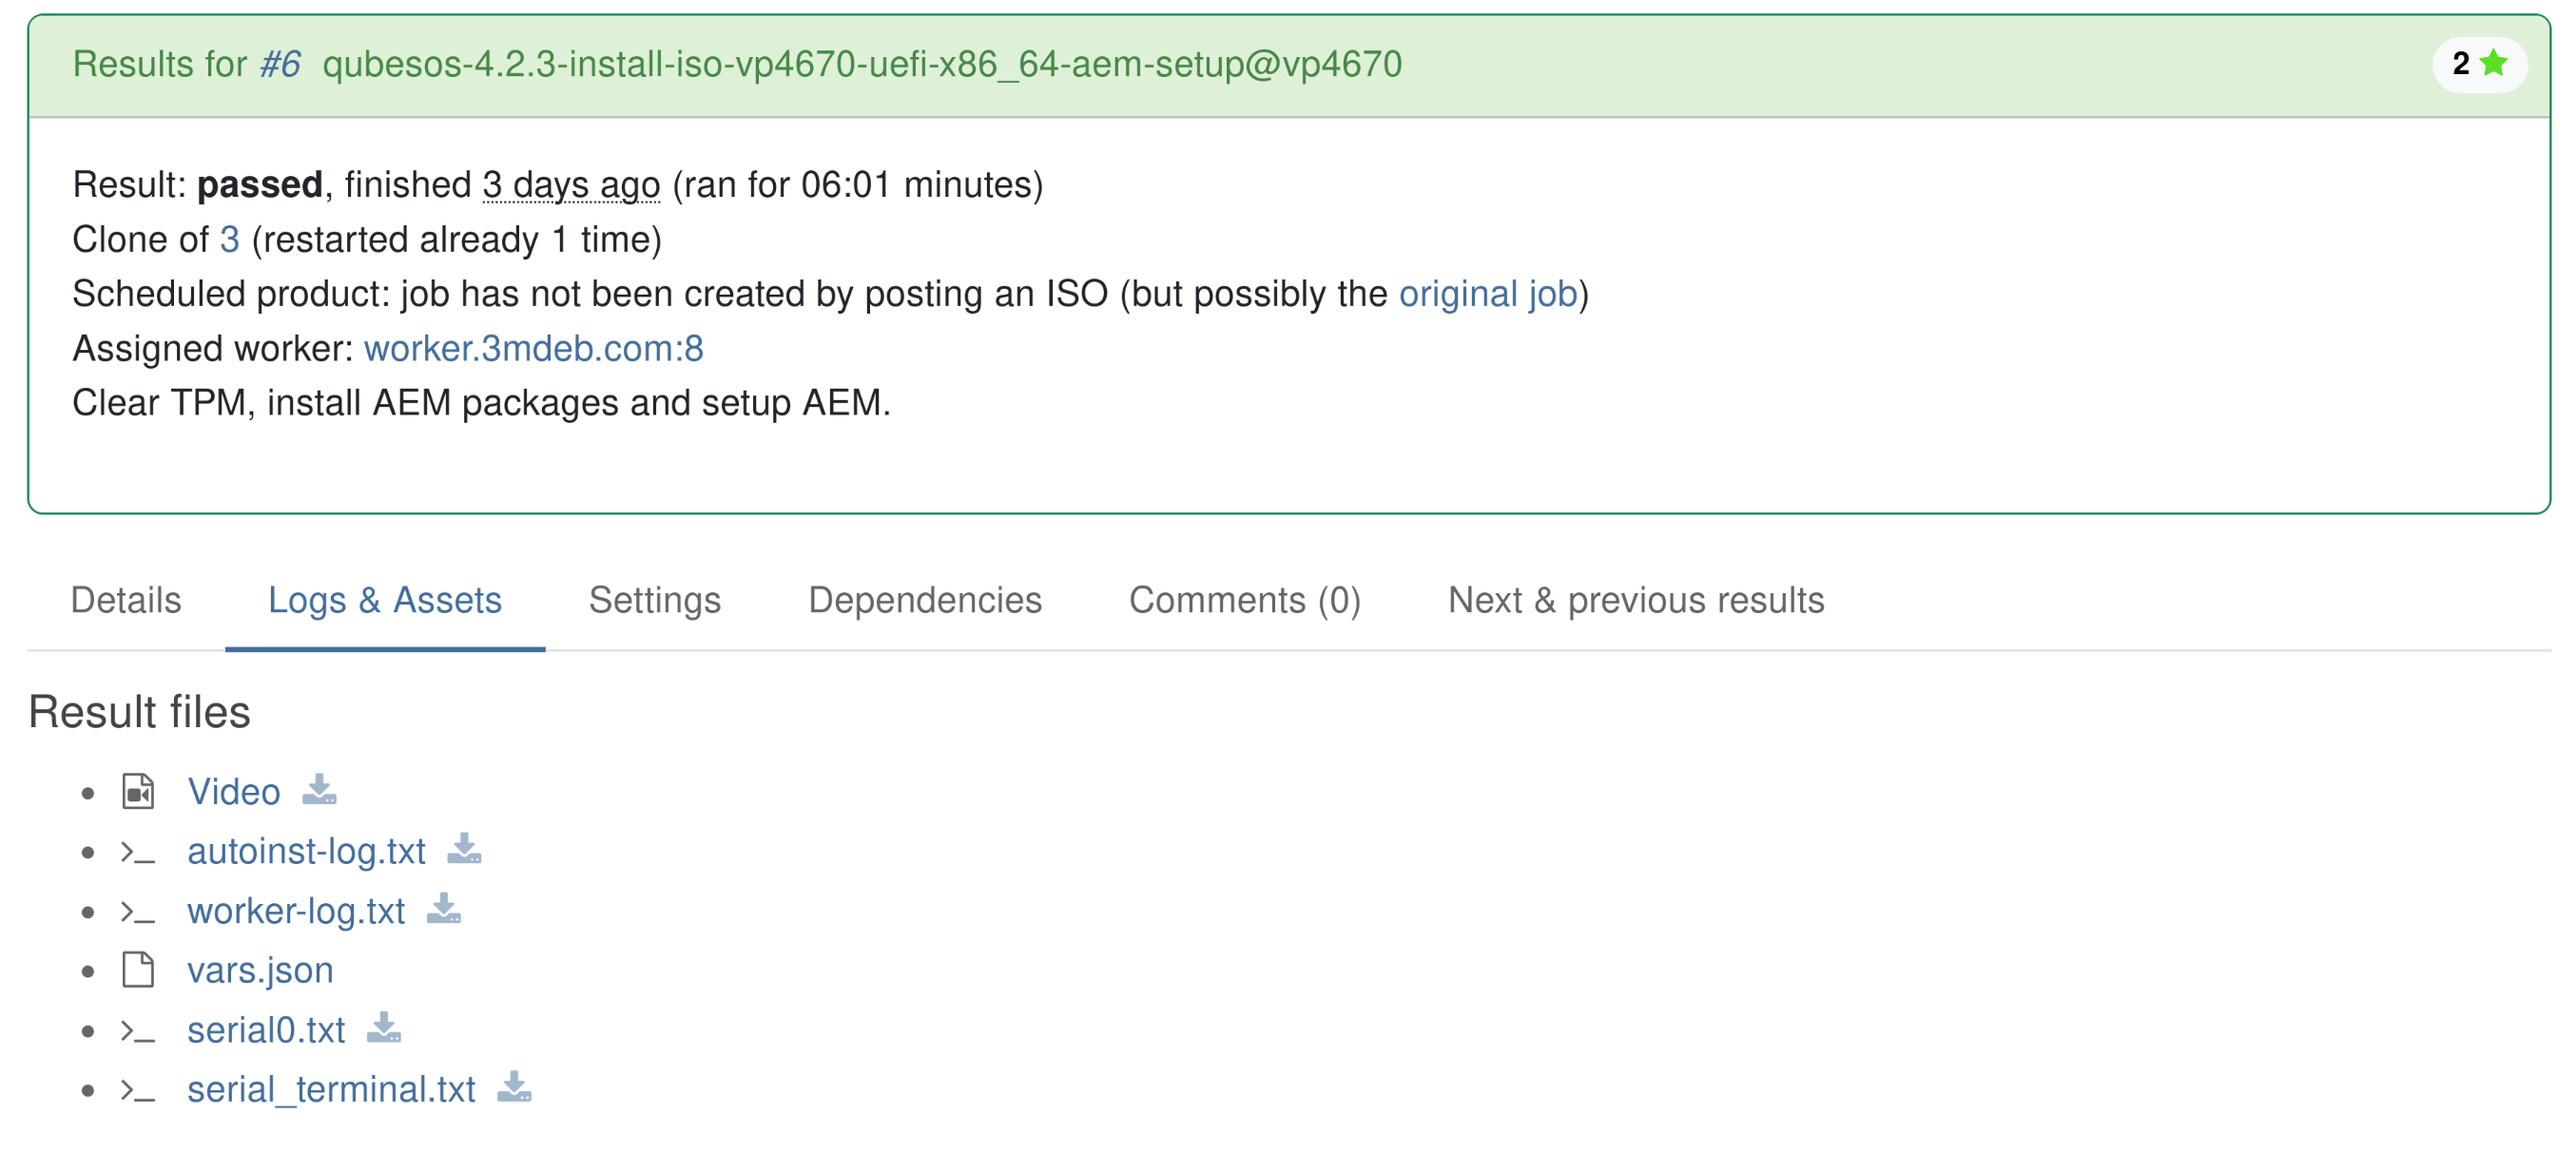 Results for #6 qubesos-4.2.3-install-iso-vp4670-uefi-x86_64-aem-setup@vp4670
2
Result: passed, finished 3 days ago (ran for 06:01 minutes)
Clone of 3 (restarted already 1 time)
Scheduled product: job has not been created by posting an ISO (but possibly the original job)
Assigned worker: worker.3mdeb.com:8
Clear TPM, install AEM packages and setup AEM.
Details Logs & Assets Settings Dependencies Comments (0) Next & previous results
Result files
Video
autoinst-log.txt
worker-log.txt
vars.json
serial0.txt
serial_terminal.txt